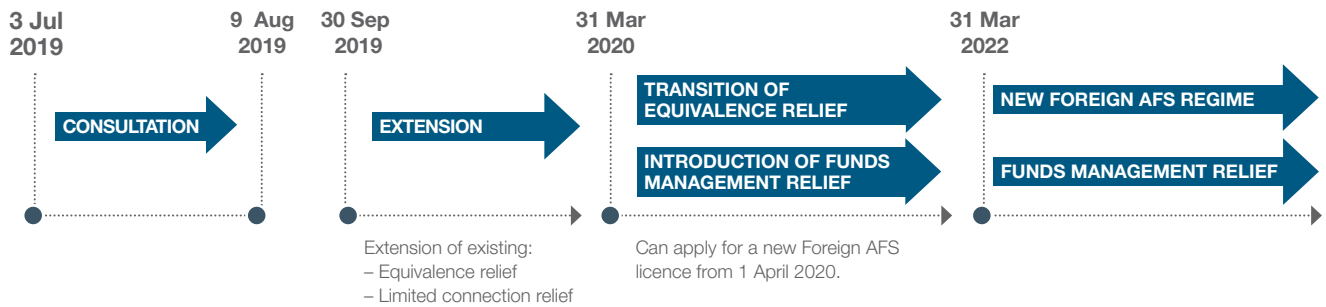 3 Jul
2019
9 Aug
2019
30 Sep
2019
31 Mar
2020
31 Mar
2022
CONSULTATION
EXTENSION
TRANSITION OF
EQUIVALENCE RELIEF
INTRODUCTION OF FUNDS
MANAGEMENT RELIEF
NEW FOREIGN AFS REGIME
FUNDS MANAGEMENT RELIEF
Extension of existing:
– Equivalence relief
– Limited connection relief
Can apply for a new Foreign AFS
licence from 1 April 2020.